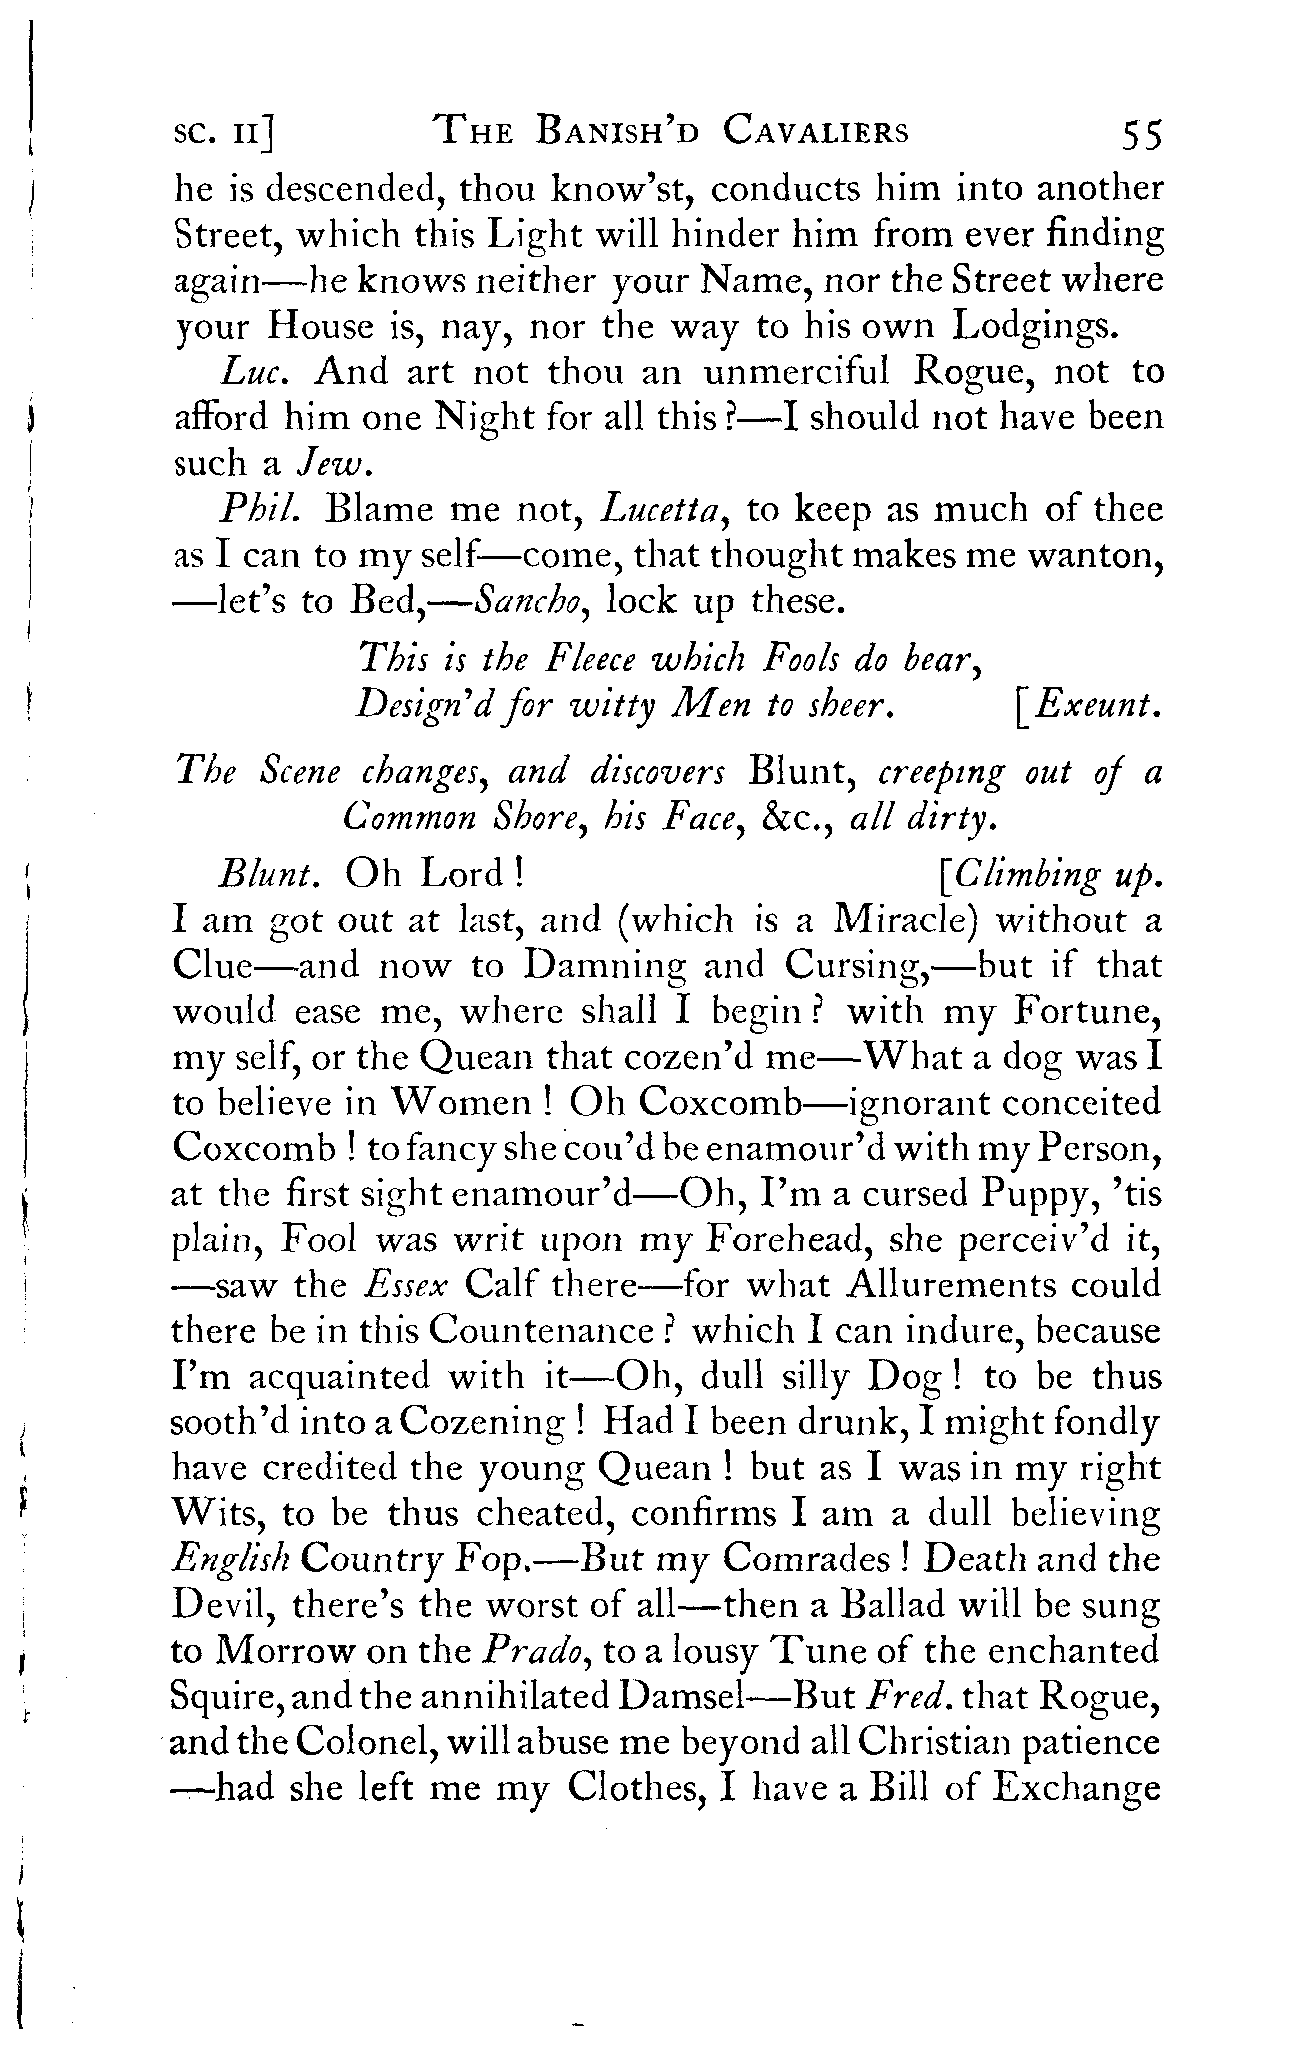 SC. II] THE BANISH'D CAVALIERS 55
he is descended, thou know'st, conducts him into another
Street, which this Light will hinder him from ever finding
again—he knows neither your Name, nor the Street where
your House is, nay, nor the way to his own Lodgings.
Luc. And art not thou an unmerciful Rogue, not to
afford him one Night for all this ?—I should not have been
such a Jew.
Phil. Blame me not, Lucetta, to keep as much of thee
as I can to my self—come, that thought makes me wanton,
—let's to Bed,—Sancho, lock up these.
This is the Fleece which Fools do bear,
Design'd for witty Men to sheer. [Exeunt.
The Scene changes, and discovers Blunt, creeping out of a
Common Shore, his Face, &c., all dirty.
Blunt. Oh Lord ! [Climbing up.
I am got out at last, and (which is a Miracle) without a
Clue—and now to Damning and Cursing,—but if that
would ease me, where shall I begin ? with my Fortune,
my self, or the Quean that cozen'd me—What a dog was I
to believe in Women ! Oh Coxcomb—ignorant conceited
Coxcomb ! to fancy she cou'd be enamour'd with my Person,
at the first sight enamour'd—Oh, I'm a cursed Puppy, 'tis
plain, Fool was writ upon my Forehead, she perceiv'd it,
—saw the Essex Calf there—for what Allurements could
there be in this Countenance ? which I can indure, because
I'm acquainted with it—Oh, dull silly Dog ! to be thus
sooth'd into a Cozening ! Had I been drunk, I might fondly
have credited the young Quean ! but as I was in my right
Wits, to be thus cheated, confirms I am a dull believing
English Country Fop.—But my Comrades ! Death and the
Devil, there's the worst of all—then a Ballad will be sung
to Morrow on the Prado, to a lousy Tune of the enchanted
Squire, and the annihilated Damsel—But Fred. that Rogue,
and the Colonel, will abuse me beyond all Christian patience
—had she left me my Clothes, I have a Bill of Exchange